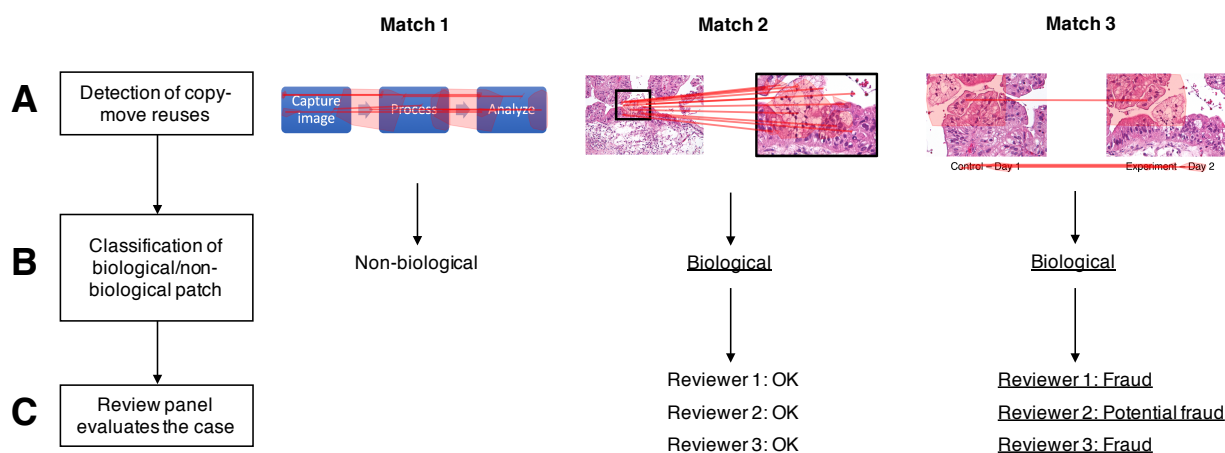 Match 1
Match 2
Match 3
A
Detection of copy-
move reuses
Capture
image
Process
Analyze
Control – Day 1
Experiment – Day 2
B
Classification of
biological/non-
biological patch
Non-biological
Biological
Biological
C
Review panel
evaluates the case
Reviewer 1: OK
Reviewer 2: OK
Reviewer 3: OK
Reviewer 1: Fraud
Reviewer 2: Potential fraud
Reviewer 3: Fraud